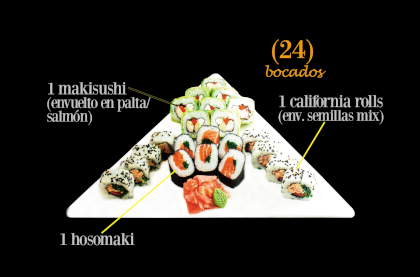 (24)
bocados
1 makisushi
(envuelto en palta/
salmón)
1 california rolls
(env. semillas mix)
1 hosomaki